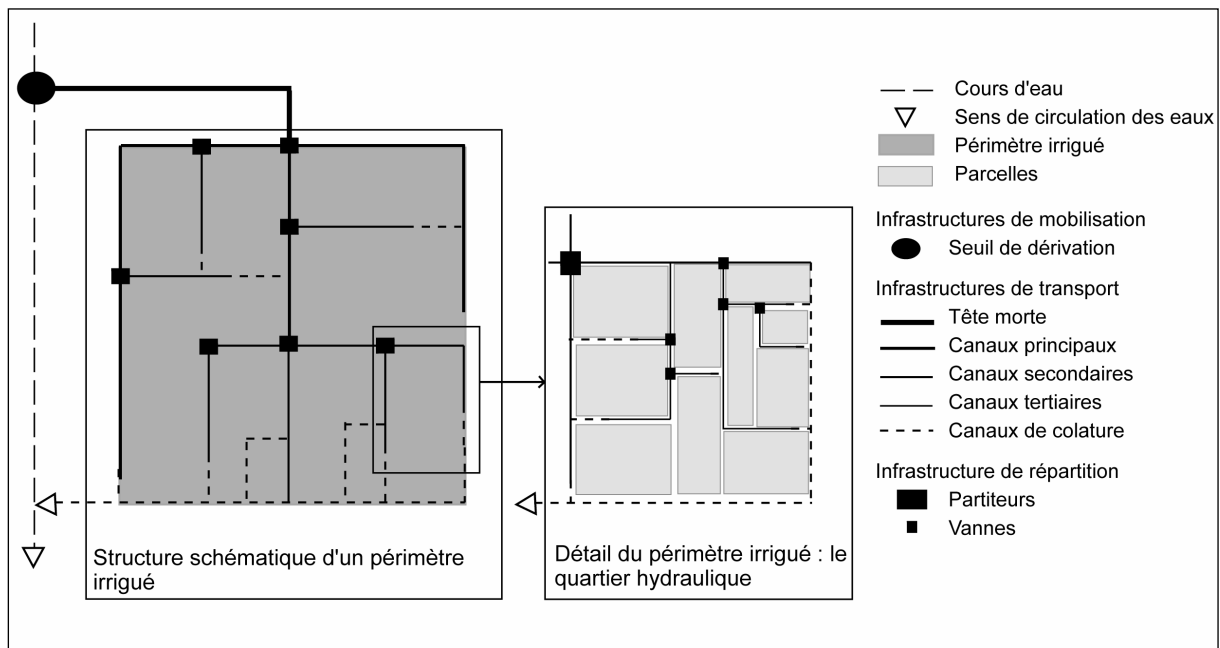 Cours d'eau
Sens de circulation des eaux
Périmètre irrigué
Parcelles
Infrastructures de mobilisation
Seuil de dérivation
Infrastructures de transport
Tête morte
Canaux principaux
Canaux secondaires
Canaux tertiaires
Canaux de colature
Infrastructure de répartition
Partiteurs
Vannes
Structure schématique d'un périmètre
irrigué
Détail du périmètre irrigué : le
quartier hydraulique